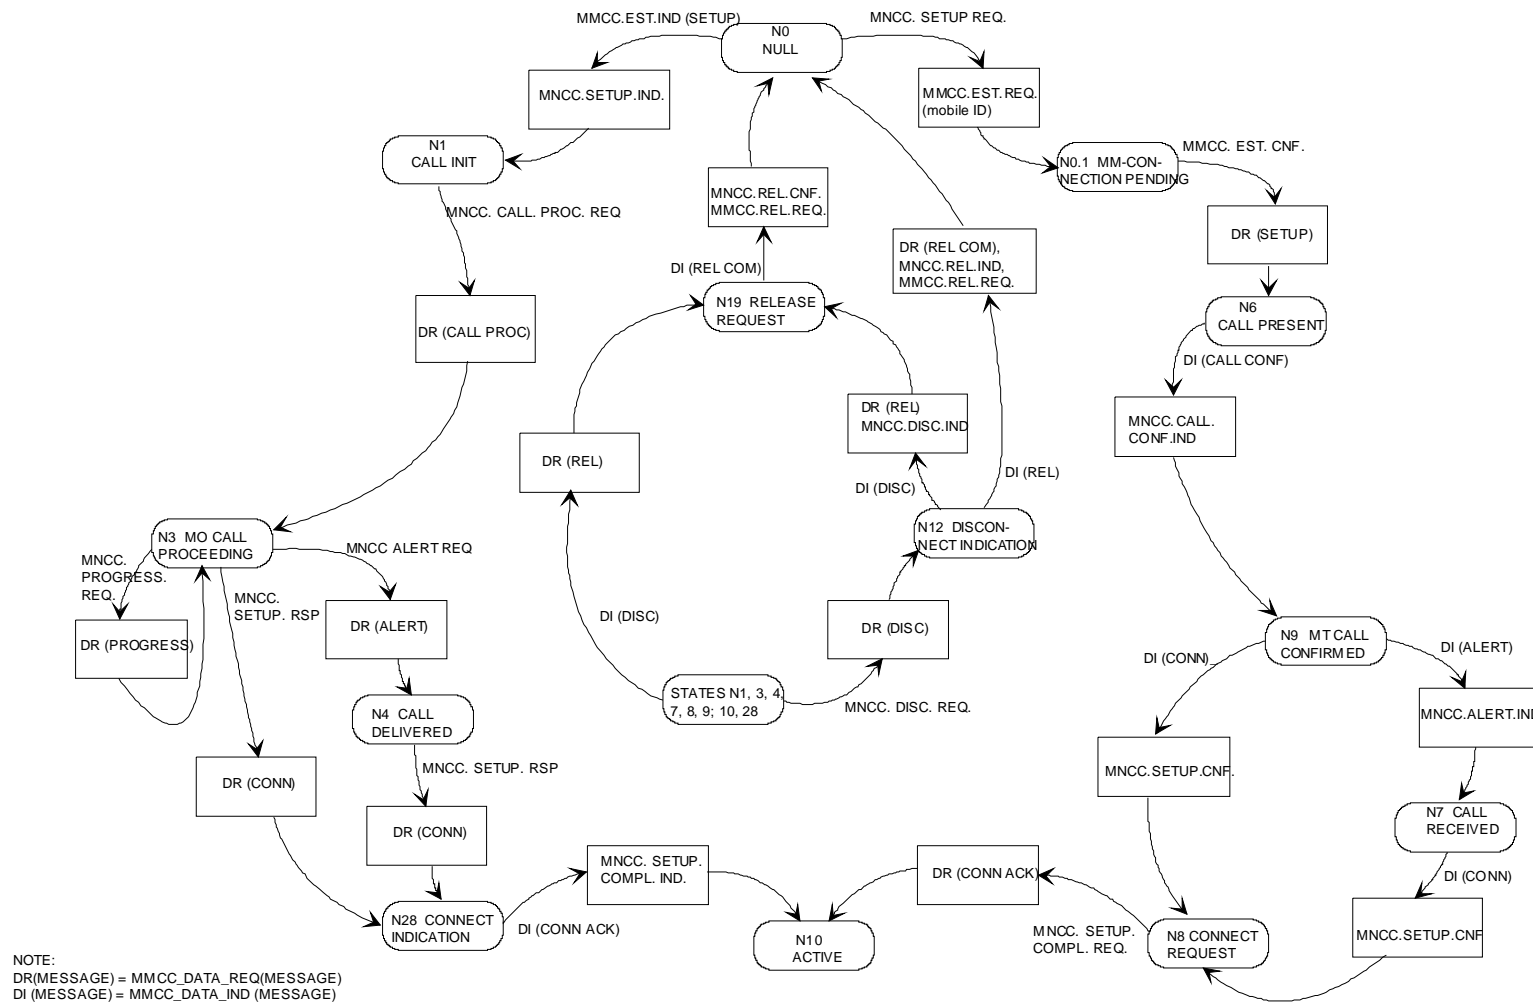 MMCC.EST.IND (SETUP)
N0
NULL
MNCC. SETUP REQ.
MNCC.SETUP.IND.
MMCC.EST.REQ.
(mobile ID)
N1
CALL INIT
N0.1 MM-CON-
NECTION PENDING
MMCC. EST. CNF.
MNCC. CALL. PROC. REQ
MNCC.REL.CNF.
MMCC.REL.REQ.
DR (REL COM),
MNCC.REL.IND,
MMCC.REL.REQ.
DR (SETUP)
DI (REL COM)
N19 RELEASE
REQUEST
N6
CALL PRESENT
DR (CALL PROC)
DI (CALL CONF)
DR (REL)
MNCC.DISC.IND
MNCC. CALL.
CONF.IND
DR (REL)
DI (DISC)
DI (REL)
N3 MO CALL
PROCEEDING
MNCC ALERT REQ
N12 DISCON-
NECT INDICATION
MNCC.
PROGRESS.
REQ.
MNCC.
SETUP. RSP
DI (DISC)
DR (PROGRESS)
DR (ALERT)
DR (DISC)
N9 MT CALL
CONFIRMED
DI (CONN)
DI (ALERT)
STATES N1, 3, 4,
7, 8, 9; 10, 28
MNCC. DISC. REQ.
N4 CALL
DELIVERED
MNCC.ALERT.IND
MNCC. SETUP. RSP
DR (CONN)
MNCC.SETUP.CNF.
N7 CALL
RECEIVED
DR (CONN)
MNCC. SETUP.
COMPL. IND.
DR (CONN ACK)
DI (CONN)
N28 CONNECT
INDICATION
DI (CONN ACK)
N10
ACTIVE
MNCC. SETUP.
COMPL. REQ.
N8 CONNECT
REQUEST
MNCC.SETUP.CNF
NOTE:
DR(MESSAGE) = MMCC_DATA_REQ(MESSAGE)
DI (MESSAGE) = MMCC_DATA_IND (MESSAGE)